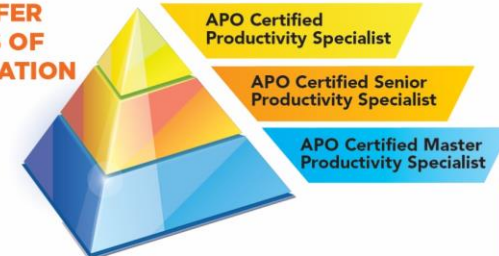 FER
OF
ATION
APO Certified
Productivity Specialist
APO Certified Senior
Productivity Specialist
APO Certified Master
Productivity Specialist